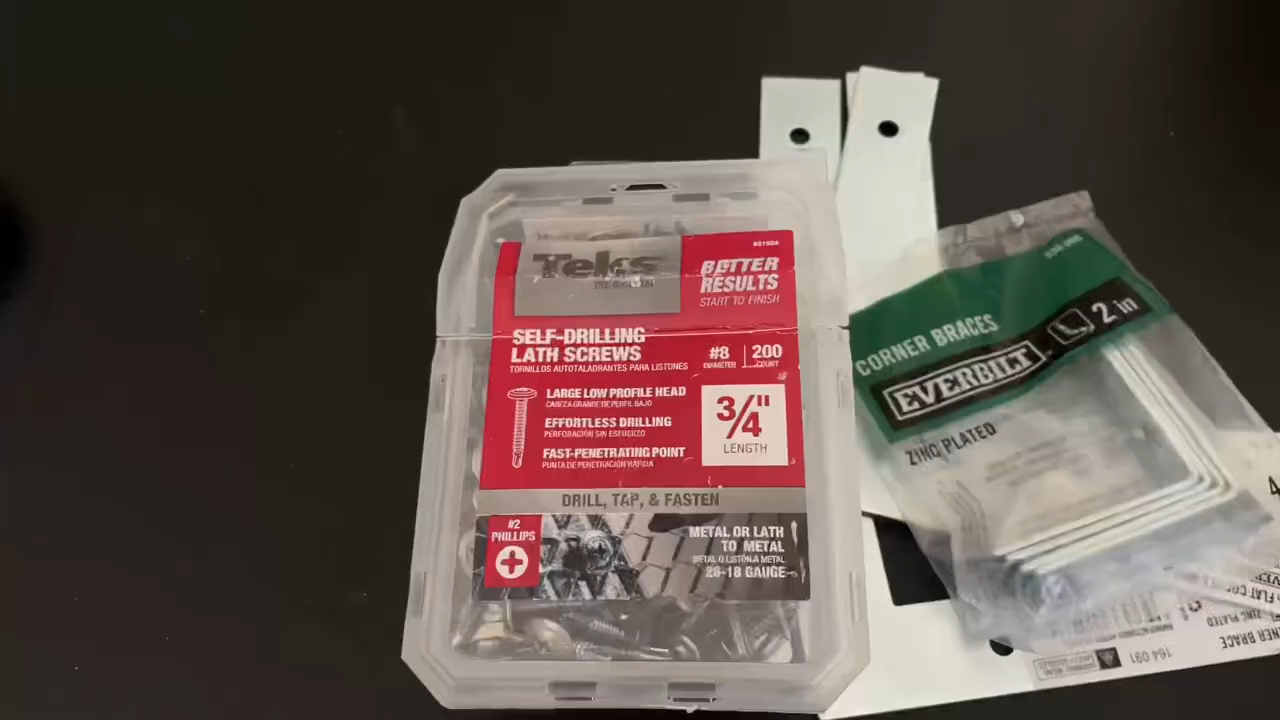 Teks
BETTER
RESULTS
START TO FINISH
SELF-DRILLING
LATH SCREWS
TORNILLOS AUTOTALADRANTES PARA LISTONES
#8
DIAMETER
200
COUNT
LARGE LOW PROFILE HEAD
CABEZA GRANDE DE PERFIL BAJO
EFFORTLESS DRILLING
PERFORACIÓN SIN ESFUERZO
FAST-PENETRATING POINT
PUNTA DE PENETRACIÓN RÁPIDA
3/4"
LENGTH
DRILL, TAP, & FASTEN
#2
PHILLIPS
METAL OR LATH
TO METAL
METAL O LISTÓN A METAL
28-18 GAUGE
CORNER BRACES
EVERBILT
2 in
ZINC PLATED
ZINC PLATED
164 091